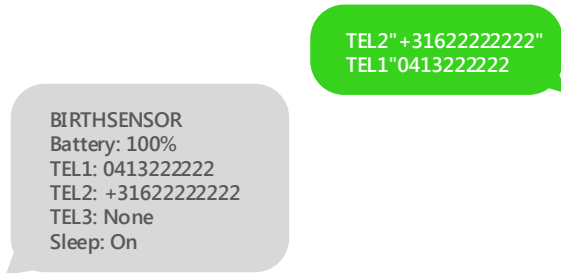 TEL2"+31622222222"
TEL1"0413222222
BIRTHSENSOR
Battery: 100%
TEL1: 0413222222
TEL2: +31622222222
TEL3: None
Sleep: On